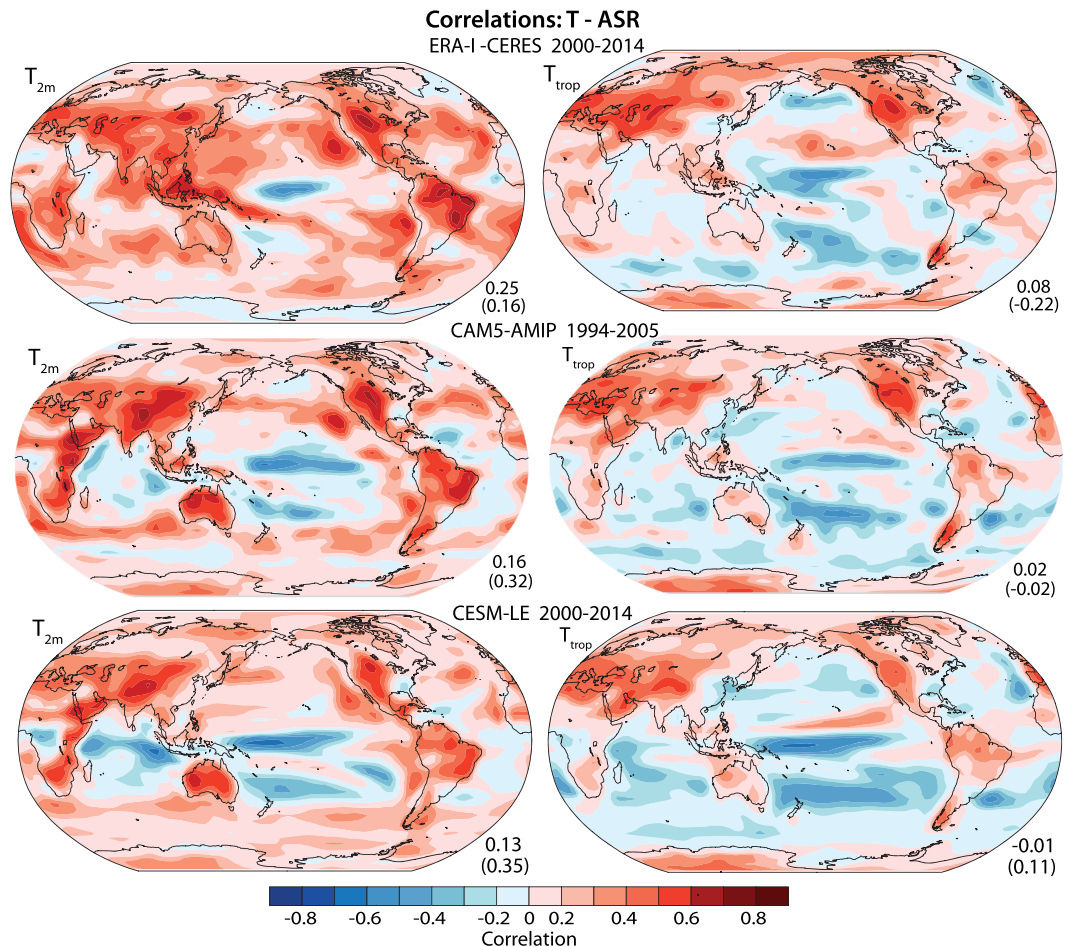 Correlations: T - ASR
ERA-I -CERES 2000-2014
T2m
Ttrop
0.25
(0.16)
0.08
(-0.22)
CAM5-AMIP 1994-2005
T2m
Ttrop
0.16
(0.32)
0.02
(-0.02)
CESM-LE 2000-2014
T2m
Ttrop
0.13
(0.35)
-0.01
(0.11)
-0.8 -0.6 -0.4 -0.2 0 0.2 0.4 0.6 0.8
Correlation